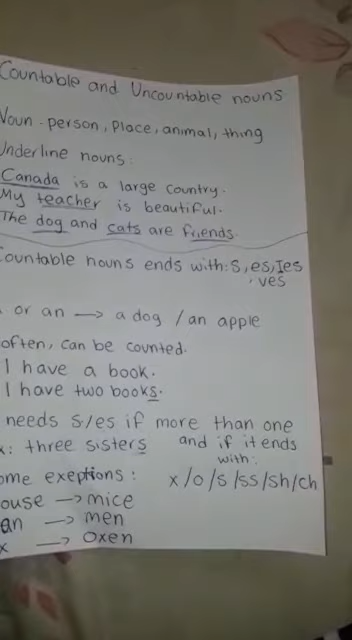 Countable and Uncountable nouns
Noun - person, place, animal, thing
Underline nouns:
Canada is a large country.
My teacher is beautiful.
The dog and cats are friends.
Countable nouns ends with: s, es, Ies
, ves
or an → a dog / an apple
often, can be counted.
I have a book.
I have two books.
needs s/es if more than one
: three sisters and if it ends
with:
ome exeptions: x/o/s/ss/sh/ch
ouse → mice
an → men
x → oxen